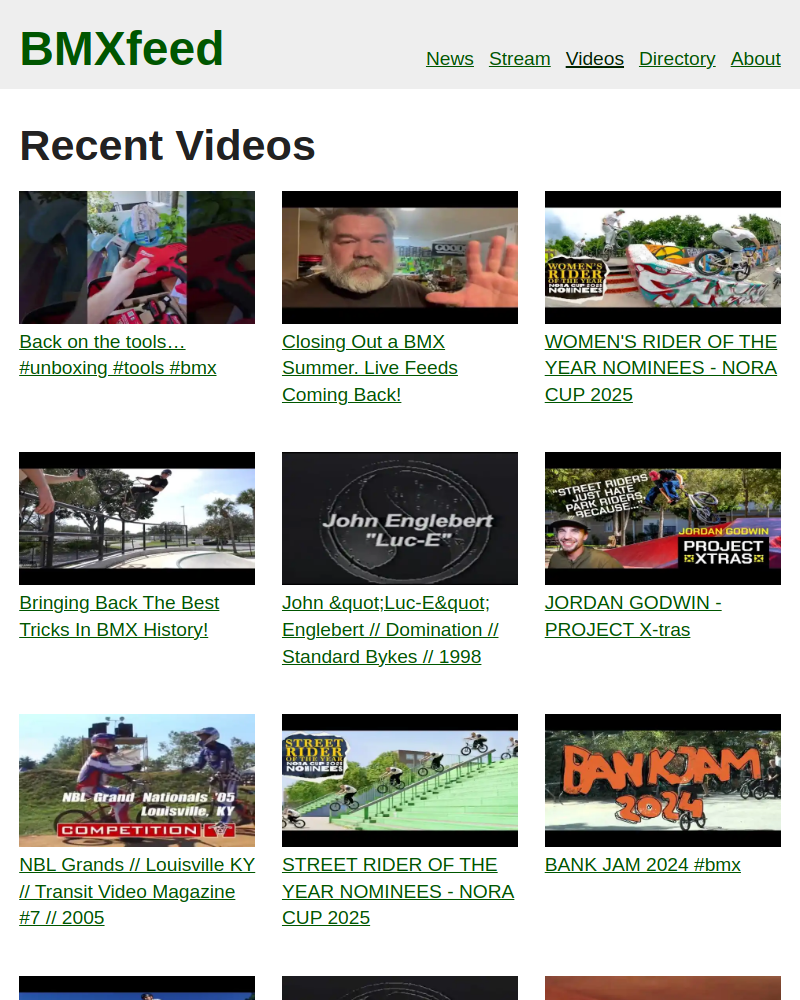 BMXfeed
News Stream Videos Directory About
Recent Videos
Back on the tools…
#unboxing #tools #bmx
Closing Out a BMX
Summer. Live Feeds
Coming Back!
WOMEN'S
RIDER
OF THE YEAR
NORA CUP 2025
NOMINEES
WOMEN'S RIDER OF THE
YEAR NOMINEES - NORA
CUP 2025
Bringing Back The Best
Tricks In BMX History!
John Englebert
"Luc-E"
John &quot;Luc-E&quot;
Englebert // Domination //
Standard Bykes // 1998
"STREET RIDERS
JUST HATE
PARK RIDERS,
BECAUSE..."
JORDAN GODWIN
PROJECT
XTRAS
JORDAN GODWIN -
PROJECT X-tras
NBL Grand Nationals '85
Louisville, KY
COMPETITION
NBL Grands // Louisville KY
// Transit Video Magazine
#7 // 2005
STREET
RIDER
OF THE YEAR
NORA CUP 2025
NOMINEES
STREET RIDER OF THE
YEAR NOMINEES - NORA
CUP 2025
BANK JAM
2024
BANK JAM 2024 #bmx